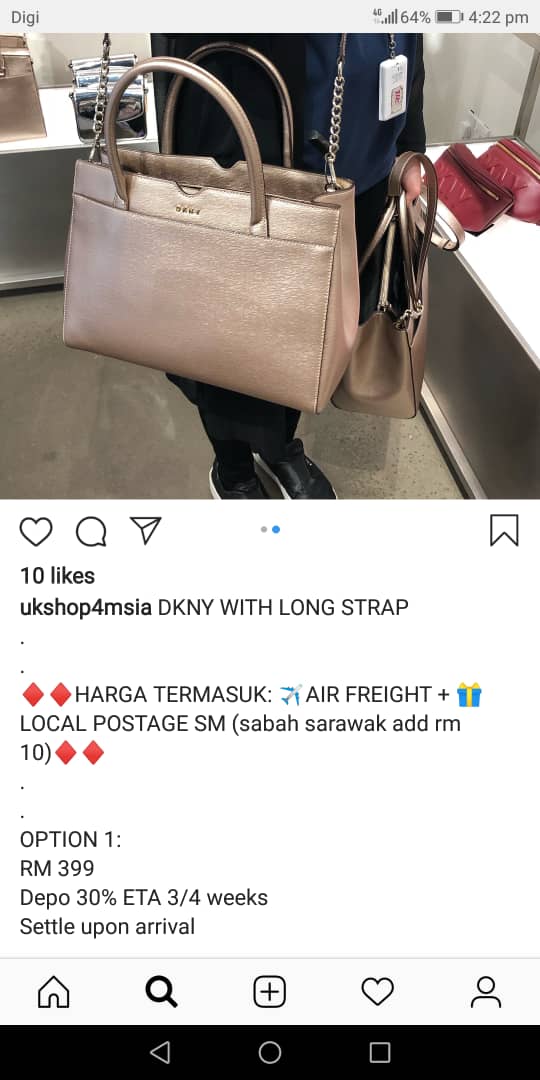 Digi
4G
64%
4:22 pm
DKNY
10 likes
ukshop4msia DKNY WITH LONG STRAP
.
.
♦️♦️HARGA TERMASUK: ✈️AIR FREIGHT + 🎁
LOCAL POSTAGE SM (sabah sarawak add rm
10)♦️♦️
.
.
OPTION 1:
RM 399
Depo 30% ETA 3/4 weeks
Settle upon arrival